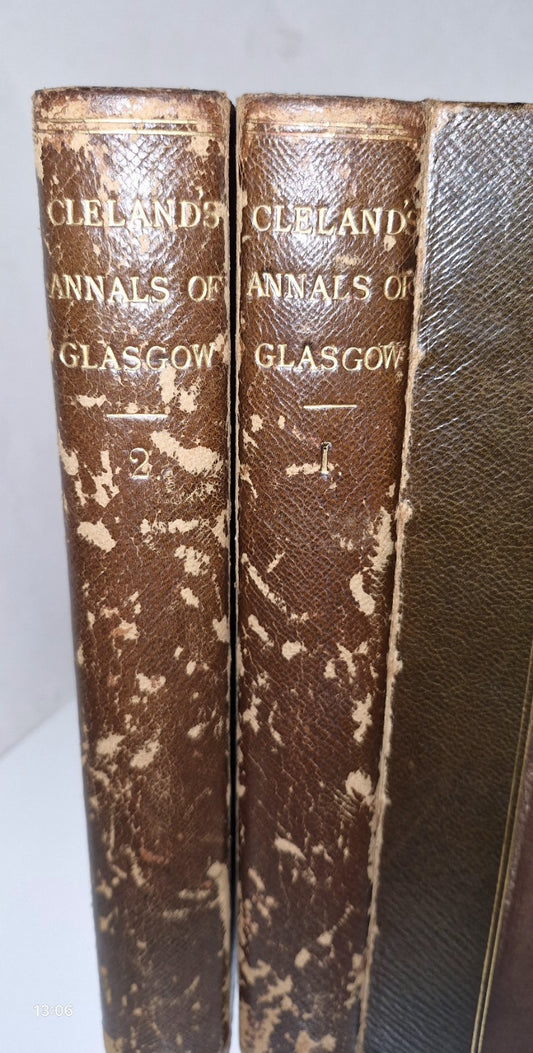 CLELAND'S
ANNALS OF
GLASGOW
2
CLELAND'S
ANNALS OF
GLASGOW
1
13:06